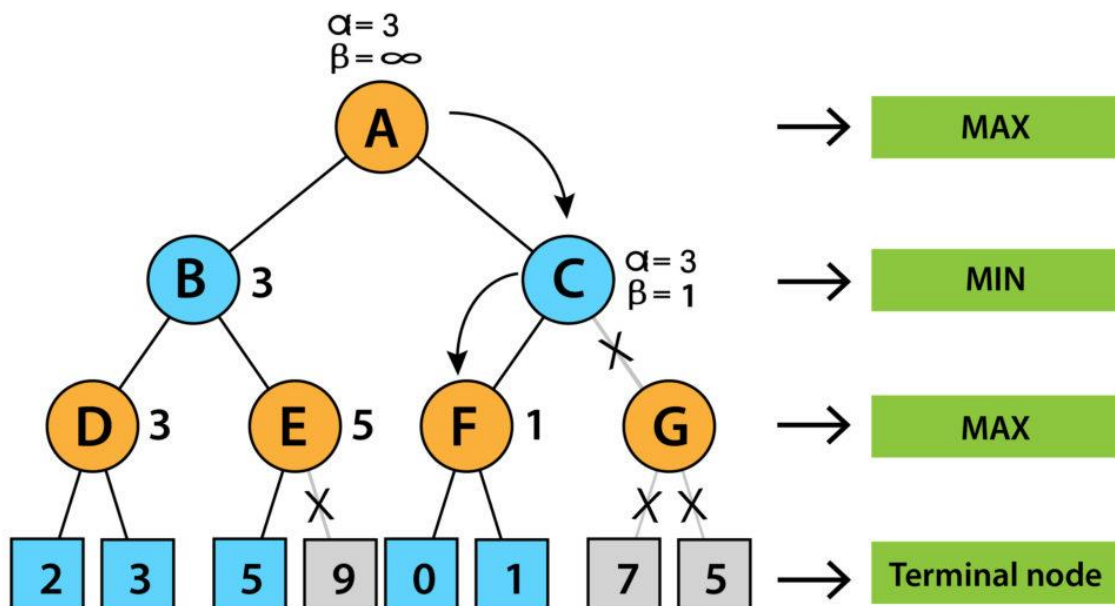 α= 3
β= ∞
A
MAX
B
3
C
α= 3
β= 1
MIN
X
D
3
E
5
F
1
G
MAX
X
X
X
2
3
5
9
0
1
7
5
Terminal node